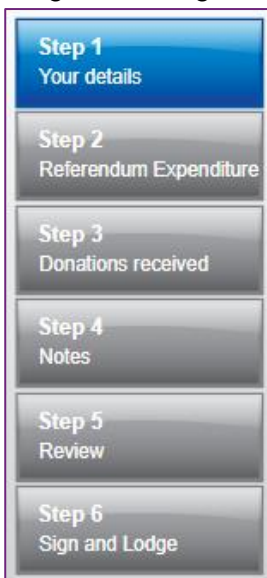 Step 1
Your details
Step 2
Referendum Expenditure
Step 3
Donations received
Step 4
Notes
Step 5
Review
Step 6
Sign and Lodge